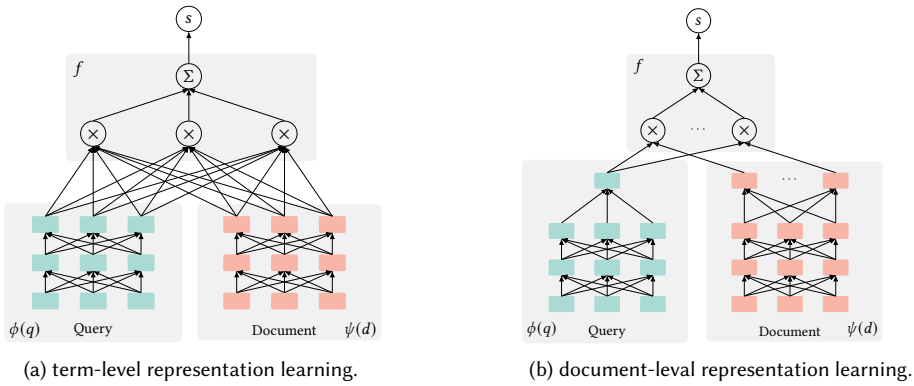 s
f
Σ
× × ×
ϕ(q) Query
Document ψ(d)
(a) term-level representation learning.
s
f
Σ
× ... ×
...
ϕ(q) Query
Document ψ(d)
(b) document-leval representation learning.